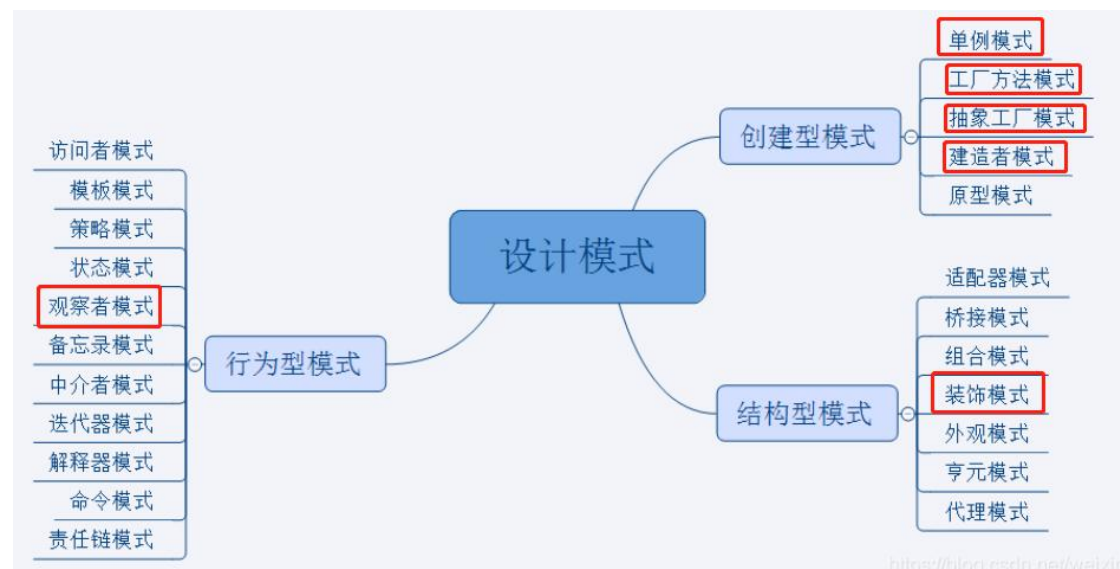 设计模式
创建型模式
单例模式
工厂方法模式
抽象工厂模式
建造者模式
原型模式
结构型模式
适配器模式
桥接模式
组合模式
装饰模式
外观模式
亨元模式
代理模式
行为型模式
访问者模式
模板模式
策略模式
状态模式
观察者模式
备忘录模式
中介者模式
迭代器模式
解释器模式
命令模式
责任链模式
https://blog.csdn.net/weixin